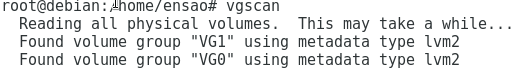 root@debian:/home/ensao# vgscan
  Reading all physical volumes.  This may take a while...
  Found volume group "VG1" using metadata type lvm2
  Found volume group "VG0" using metadata type lvm2